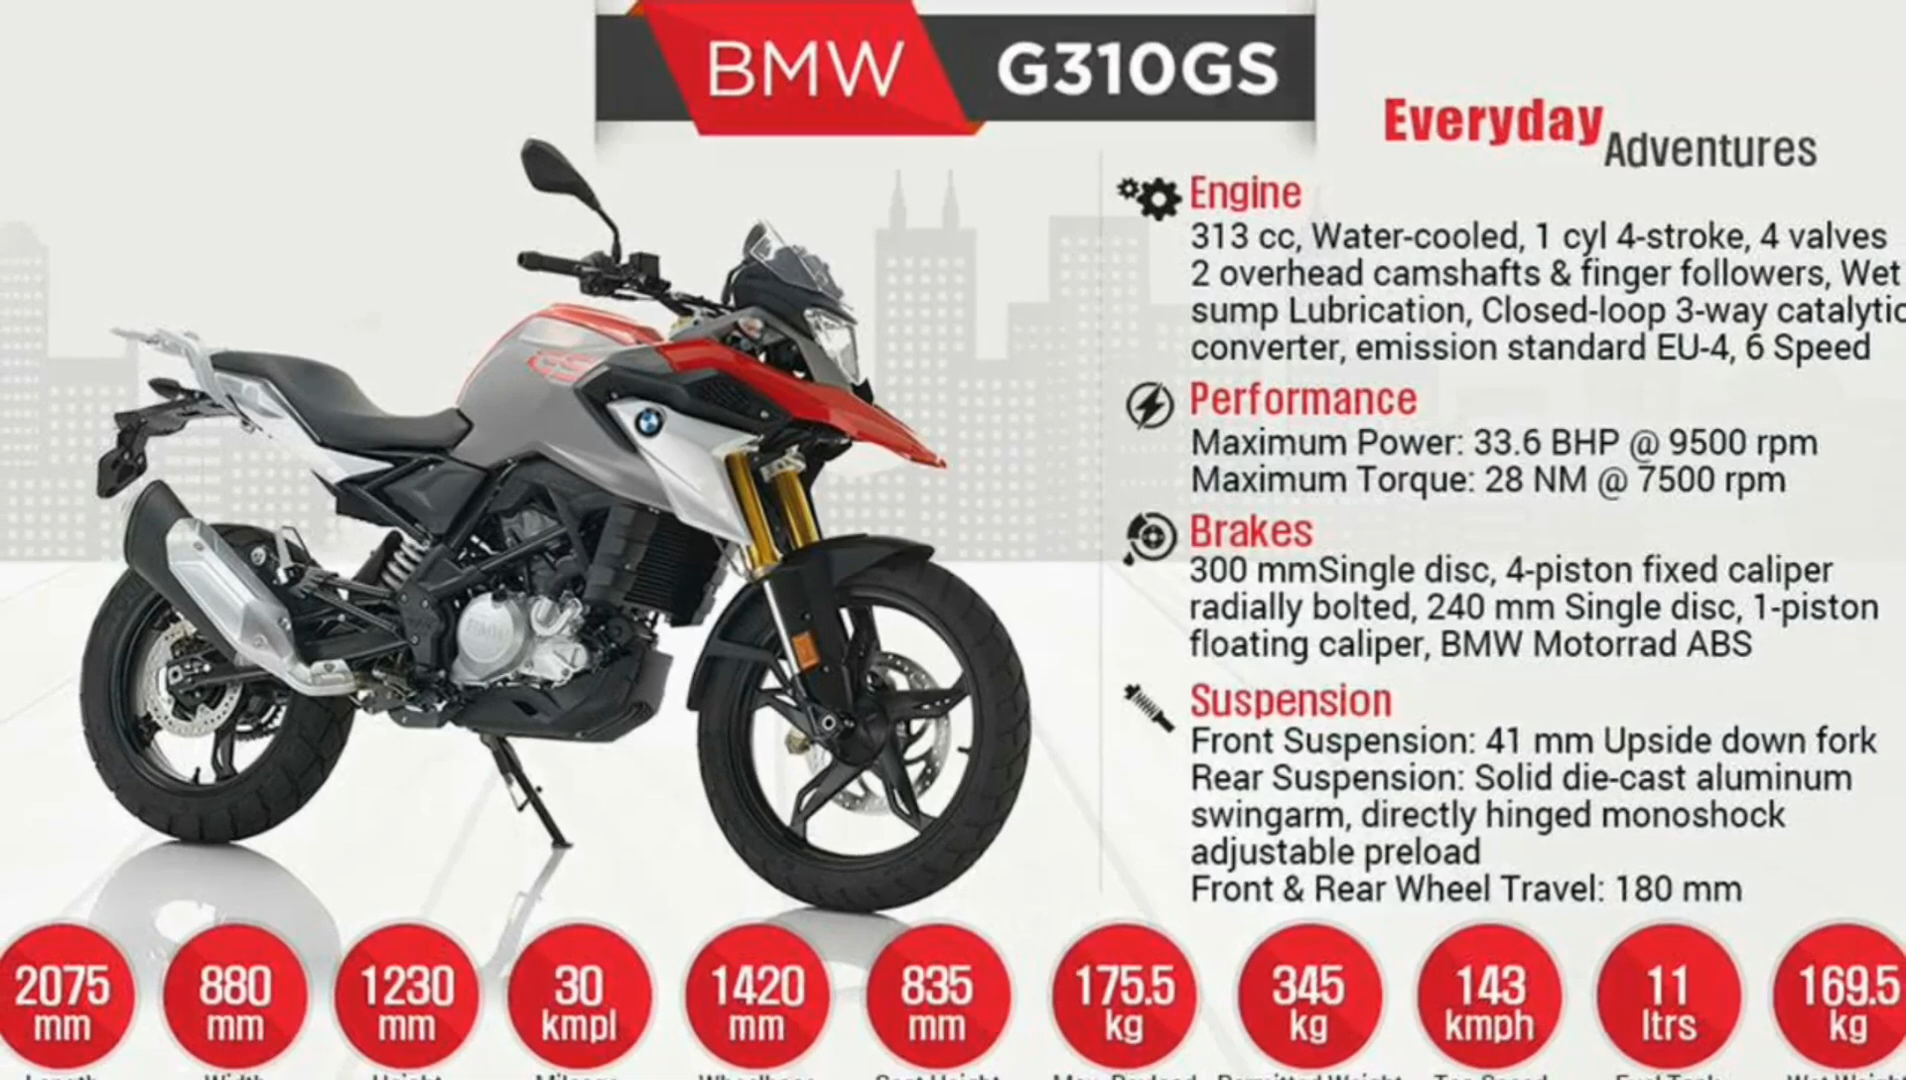 BMW G310GS
Everyday
Adventures
Engine
313 cc, Water-cooled, 1 cyl 4-stroke, 4 valves
2 overhead camshafts & finger followers, Wet
sump Lubrication, Closed-loop 3-way catalytic
converter, emission standard EU-4, 6 Speed
Performance
Maximum Power: 33.6 BHP @ 9500 rpm
Maximum Torque: 28 NM @ 7500 rpm
Brakes
300 mmSingle disc, 4-piston fixed caliper
radially bolted, 240 mm Single disc, 1-piston
floating caliper, BMW Motorrad ABS
Suspension
Front Suspension: 41 mm Upside down fork
Rear Suspension: Solid die-cast aluminum
swingarm, directly hinged monoshock
adjustable preload
Front & Rear Wheel Travel: 180 mm
GS
2075 mm
880 mm
1230 mm
30 kmpl
1420 mm
835 mm
175.5 kg
345 kg
143 kmph
11 ltrs
169.5 kg